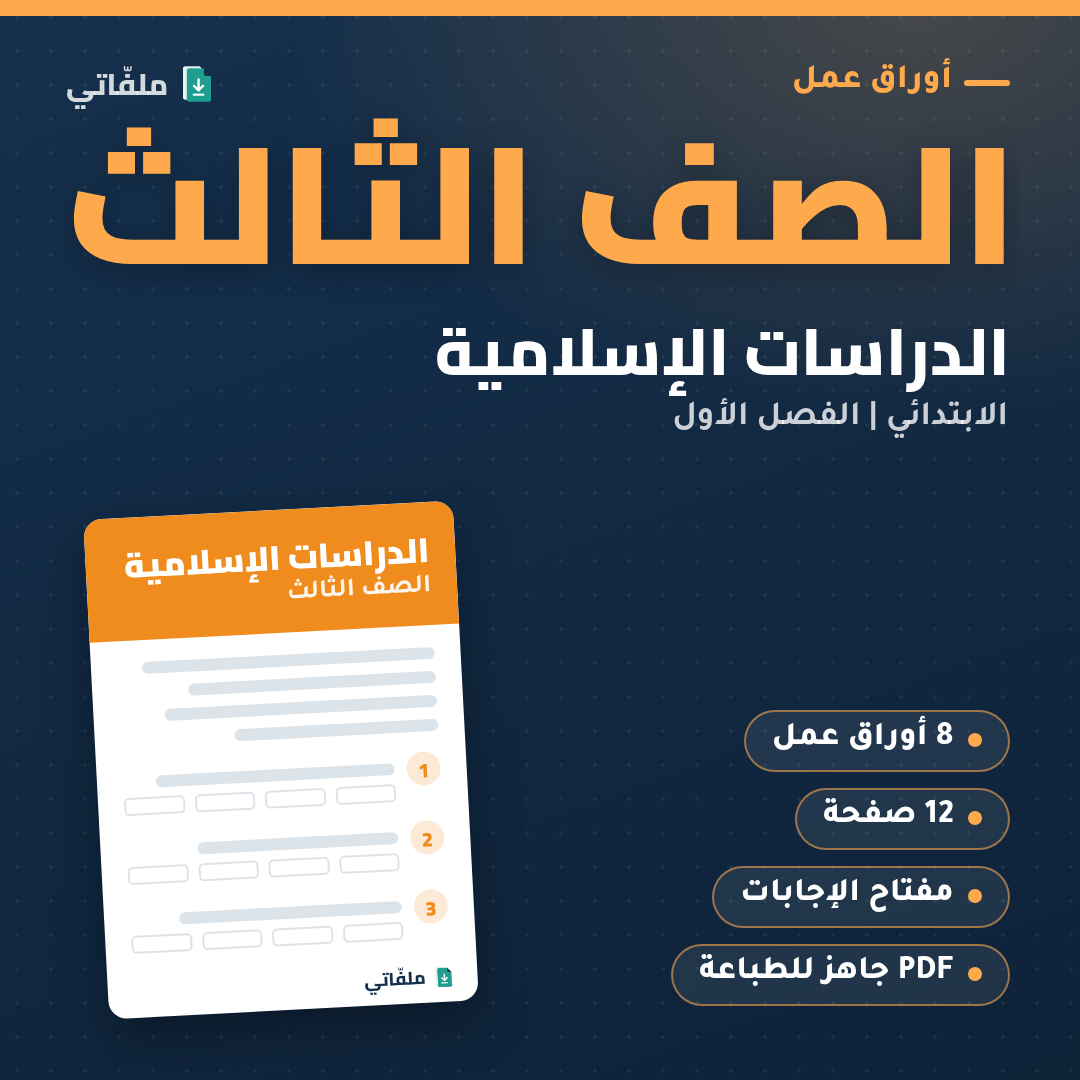 أوراق عمل
ملفّاتي
الصف الثالث
الدراسات الإسلامية
الابتدائي | الفصل الأول
الدراسات الإسلامية
الصف الثالث
1
2
3
ملفّاتي
8 أوراق عمل
12 صفحة
مفتاح الإجابات
PDF جاهز للطباعة